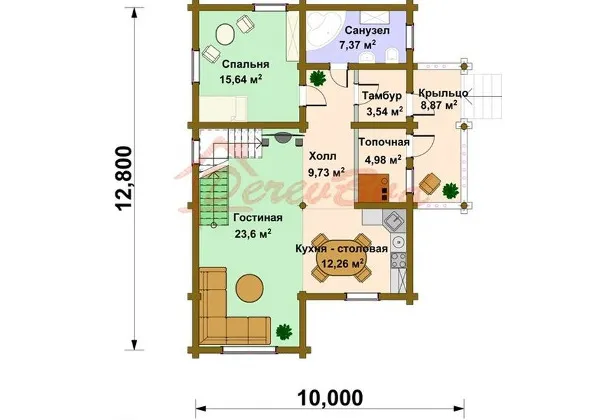 Санузел
7,37 м²
Спальня
15,64 м²
Тамбур
3,54 м²
Крыльцо
8,87 м²
Холл
9,73 м²
Топочная
4,98 м²
DerevBor
Гостиная
23,6 м²
Кухня - столовая
12,26 м²
12,800
10,000